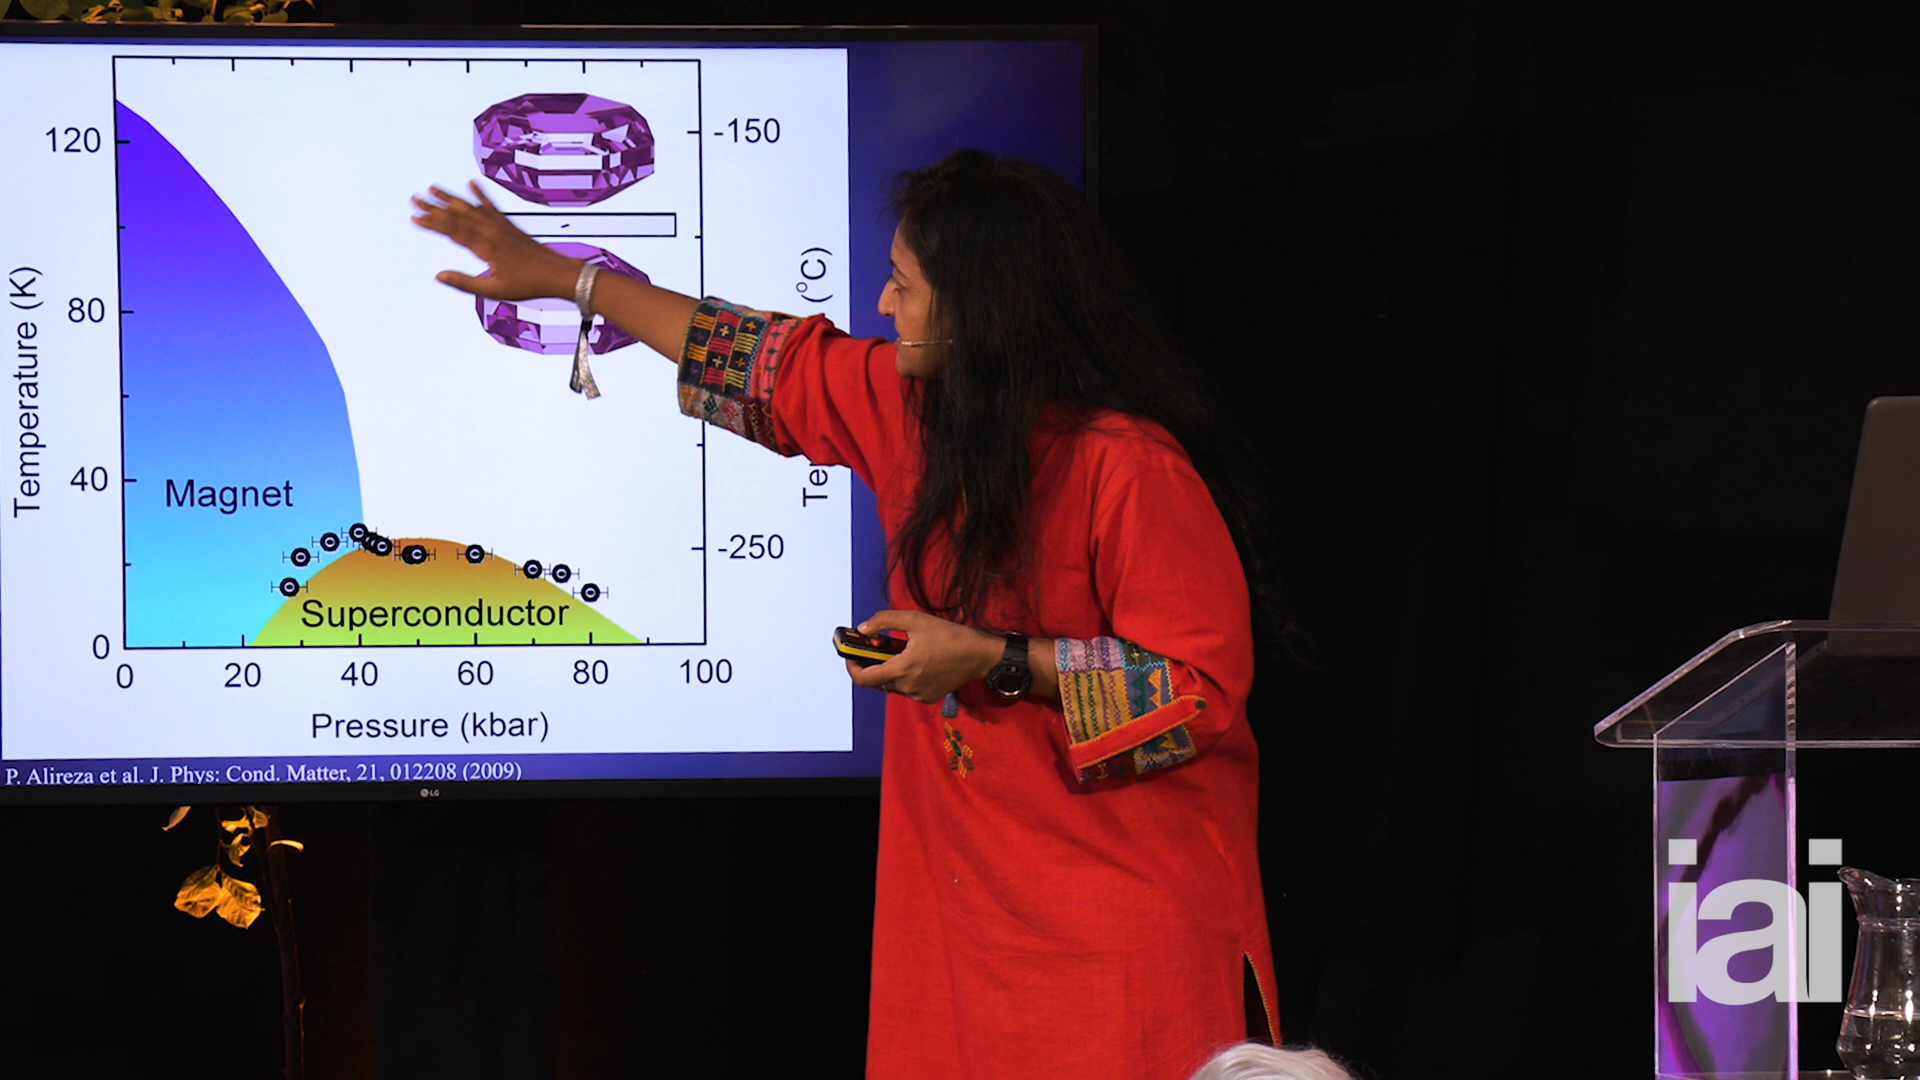 120
80
40
0
Temperature (K)
Magnet
Superconductor
0 20 40 60 80 100
Pressure (kbar)
-150
-250
(°C)
P. Alireza et al. J. Phys: Cond. Matter, 21, 012208 (2009)
LG
iai